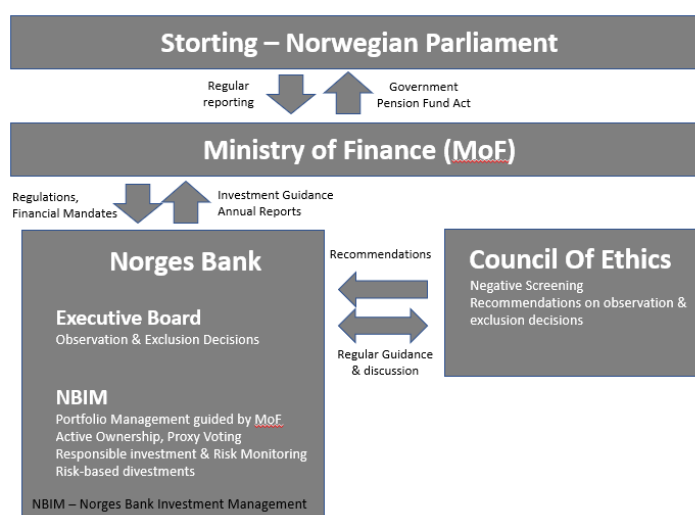 Storting – Norwegian Parliament
Regular
reporting
Government
Pension Fund Act
Ministry of Finance (MoF)
Regulations,
Financial Mandates
Investment Guidance
Annual Reports
Norges Bank
Executive Board
Observation & Exclusion Decisions
NBIM
Portfolio Management guided by MoF
Active Ownership, Proxy Voting
Responsible investment & Risk Monitoring
Risk-based divestments
NBIM – Norges Bank Investment Management
Recommendations
Regular Guidance
& discussion
Council Of Ethics
Negative Screening
Recommendations on observation &
exclusion decisions